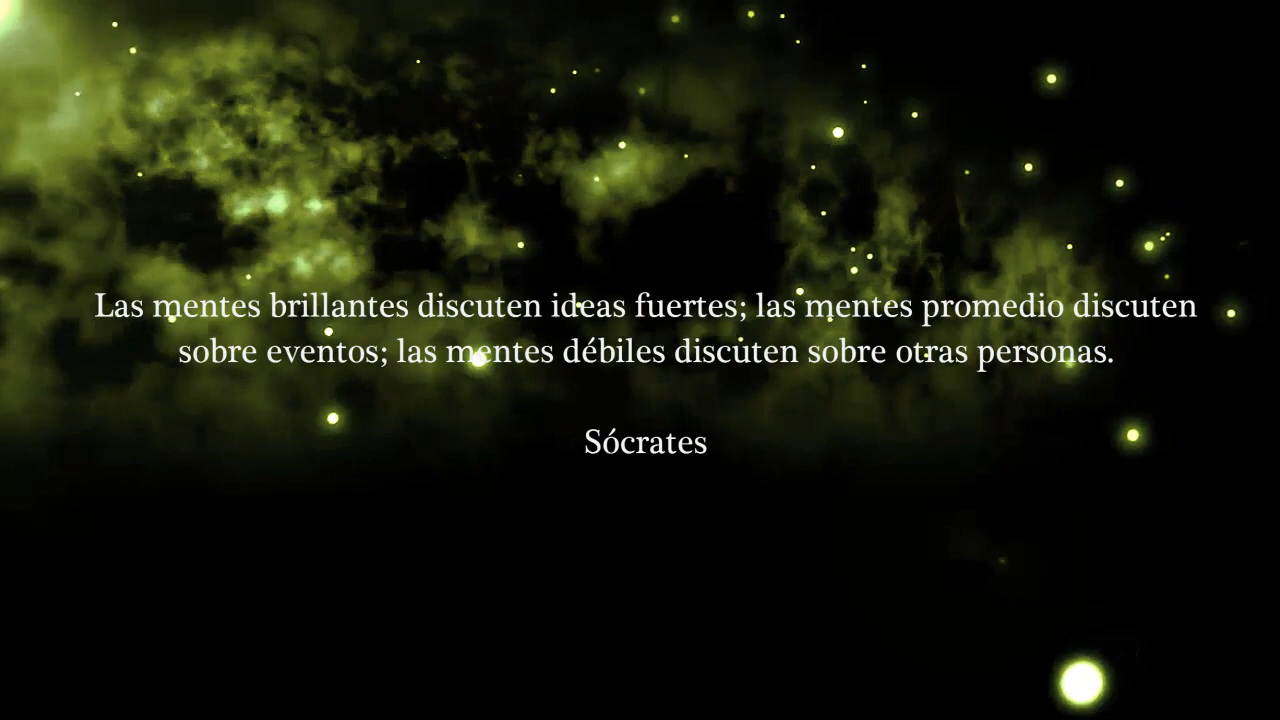 Las mentes brillantes discuten ideas fuertes; las mentes promedio discuten
sobre eventos; las mentes débiles discuten sobre otras personas.
Sócrates